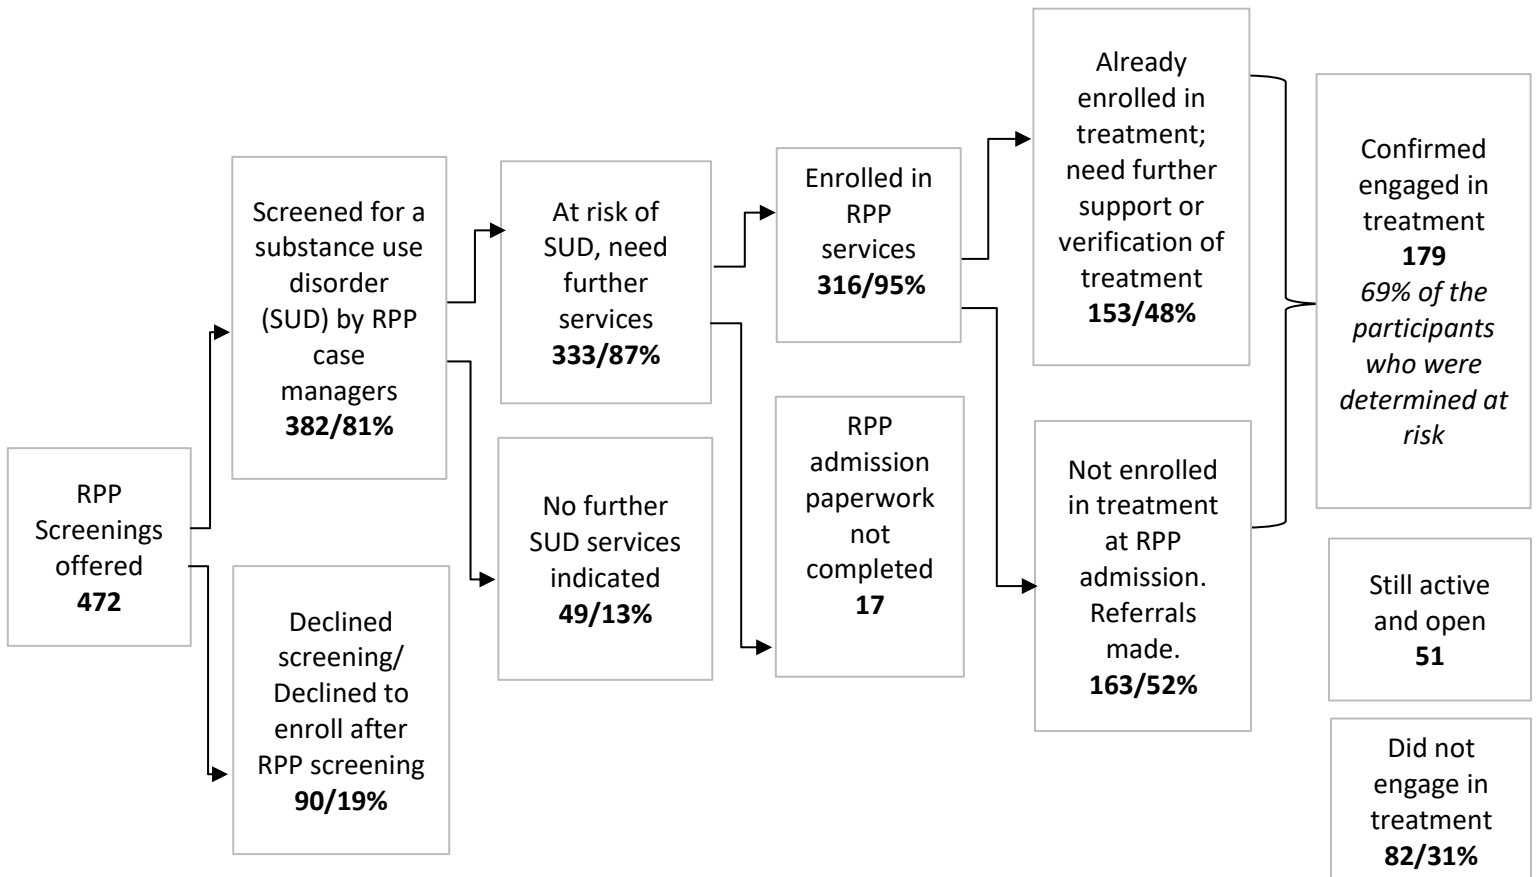 RPP
Screenings
offered
472
Screened for a
substance use
disorder
(SUD) by RPP
case
managers
382/81%
Declined
screening/
Declined to
enroll after
RPP screening
90/19%
At risk of
SUD, need
further
services
333/87%
No further
SUD services
indicated
49/13%
Enrolled in
RPP
services
316/95%
RPP
admission
paperwork
not
completed
17
Already
enrolled in
treatment;
need further
support or
verification of
treatment
153/48%
Not enrolled
in treatment
at RPP
admission.
Referrals
made.
163/52%
Confirmed
engaged in
treatment
179
69% of the
participants
who were
determined at
risk
Still active
and open
51
Did not
engage in
treatment
82/31%